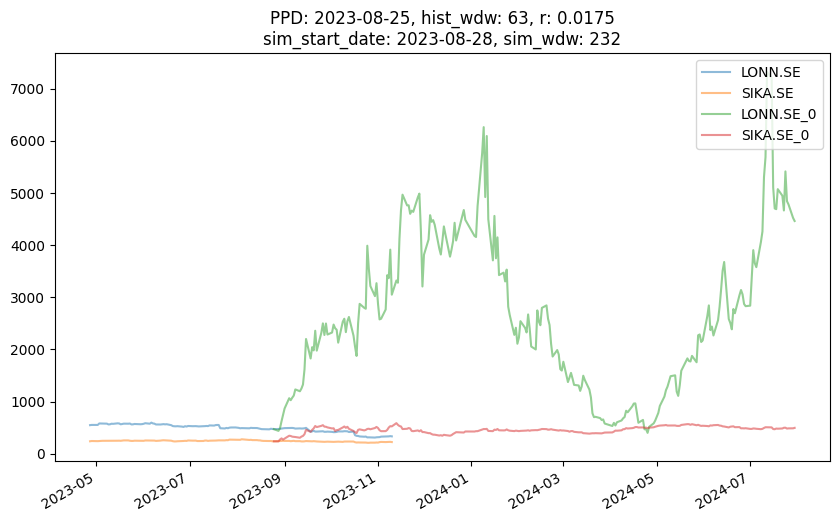 PPD: 2023-08-25, hist_wdw: 63, r: 0.0175
sim_start_date: 2023-08-28, sim_wdw: 232
LONN.SE
SIKA.SE
LONN.SE_0
SIKA.SE_0
7000
6000
5000
4000
3000
2000
1000
0
2023-05
2023-07
2023-09
2023-11
2024-01
2024-03
2024-05
2024-07